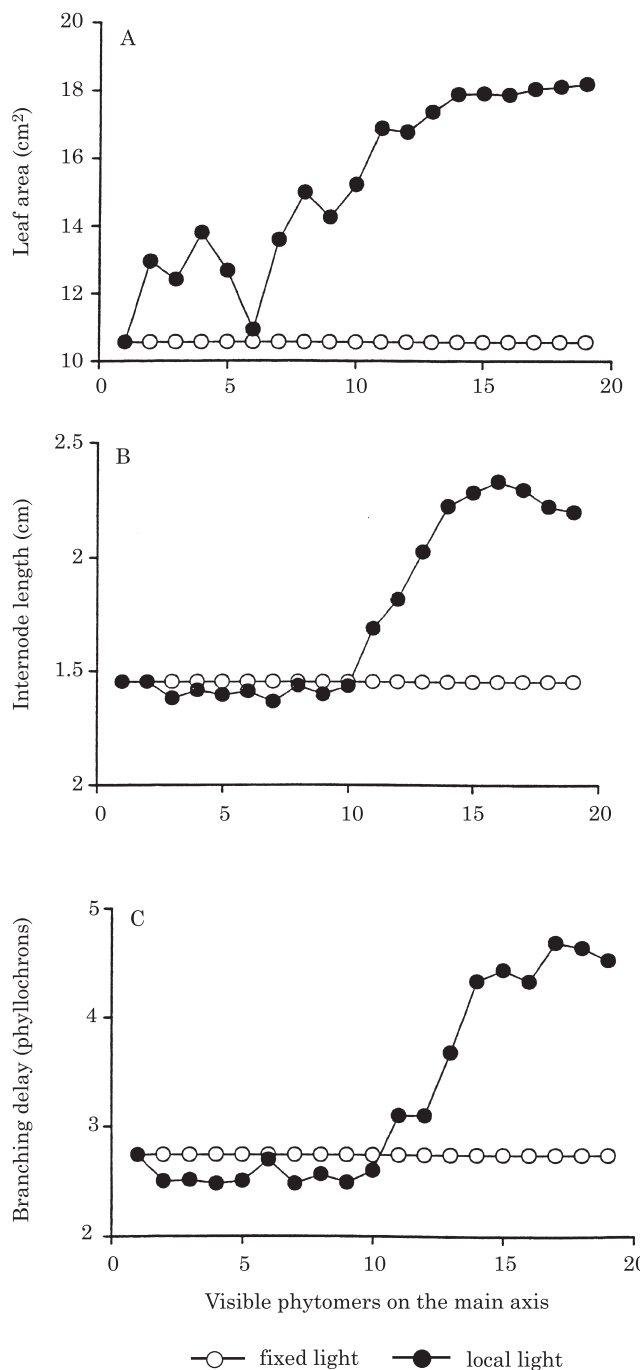 20
A
18
16
14
12
10
Leaf area (cm²)
0 5 10 15 20
2.5
B
2
1.5
2
Internode length (cm)
0 5 10 15 20
5
C
4
3
2
Branching delay (phyllochrons)
0 5 10 15 20
Visible phytomers on the main axis
fixed light local light